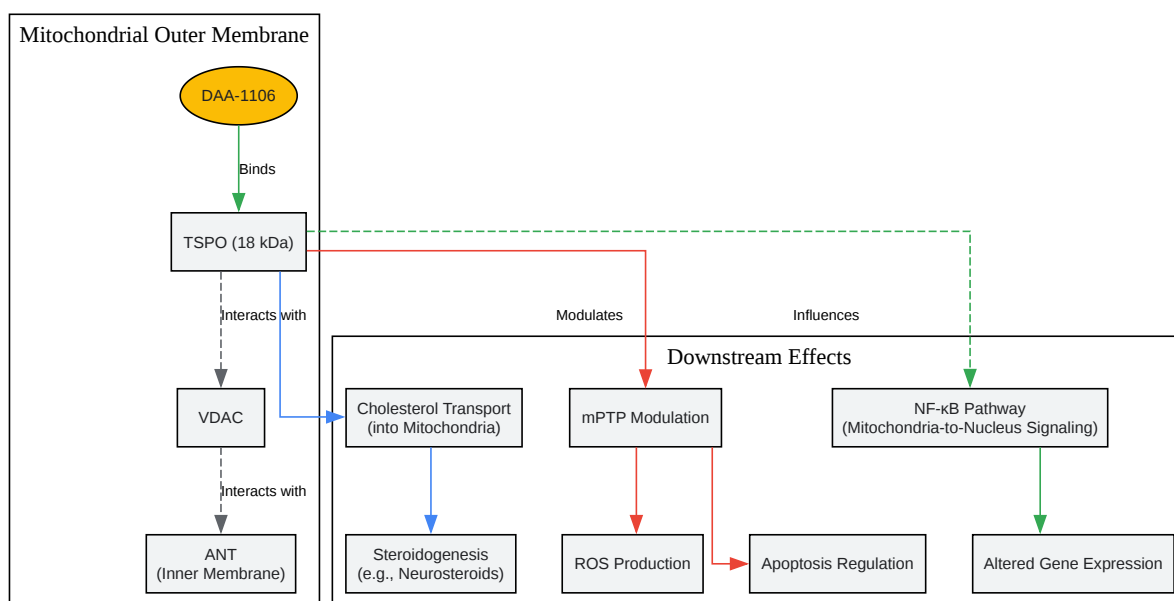 Mitochondrial Outer Membrane
DAA-1106
Binds
TSPO (18 kDa)
Interacts with
Modulates
Influences
Downstream Effects
VDAC
Cholesterol Transport
(into Mitochondria)
mPTP Modulation
NF-κB Pathway
(Mitochondria-to-Nucleus Signaling)
Interacts with
ANT
(Inner Membrane)
Steroidogenesis
(e.g., Neurosteroids)
ROS Production
Apoptosis Regulation
Altered Gene Expression